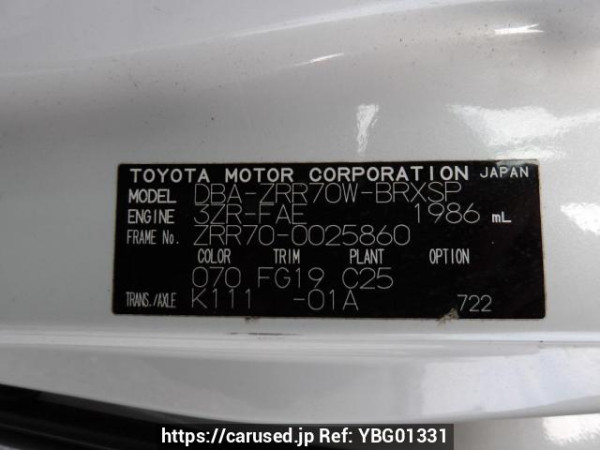 TOYOTA MOTOR CORPORATION JAPAN
MODEL DBA-ZRR70W-BRXSP
ENGINE 3ZR-FAE 1986 mL
FRAME No. ZRR70-0025860
COLOR TRIM PLANT OPTION
070 FG19 C25
TRANS./AXLE K111 -01A 722
https://carused.jp Ref: YBG01331